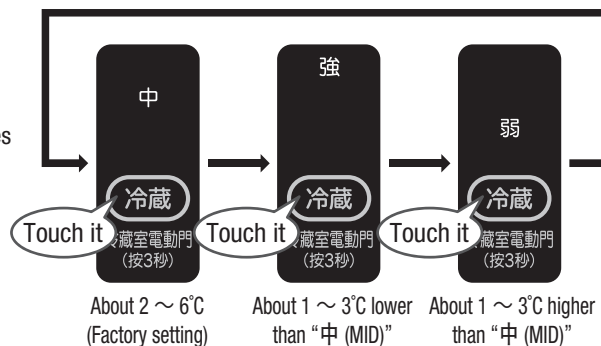 中
強
弱
es
冷蔵
冷蔵
冷蔵
Touch it
Touch it
Touch it
藏室電動門
(按3秒)
藏室電動門
(按3秒)
藏室電動門
(按3秒)
About 2 ～ 6℃
(Factory setting)
About 1 ～ 3℃ lower
than “中 (MID)”
About 1 ～ 3℃ higher
than “中 (MID)”